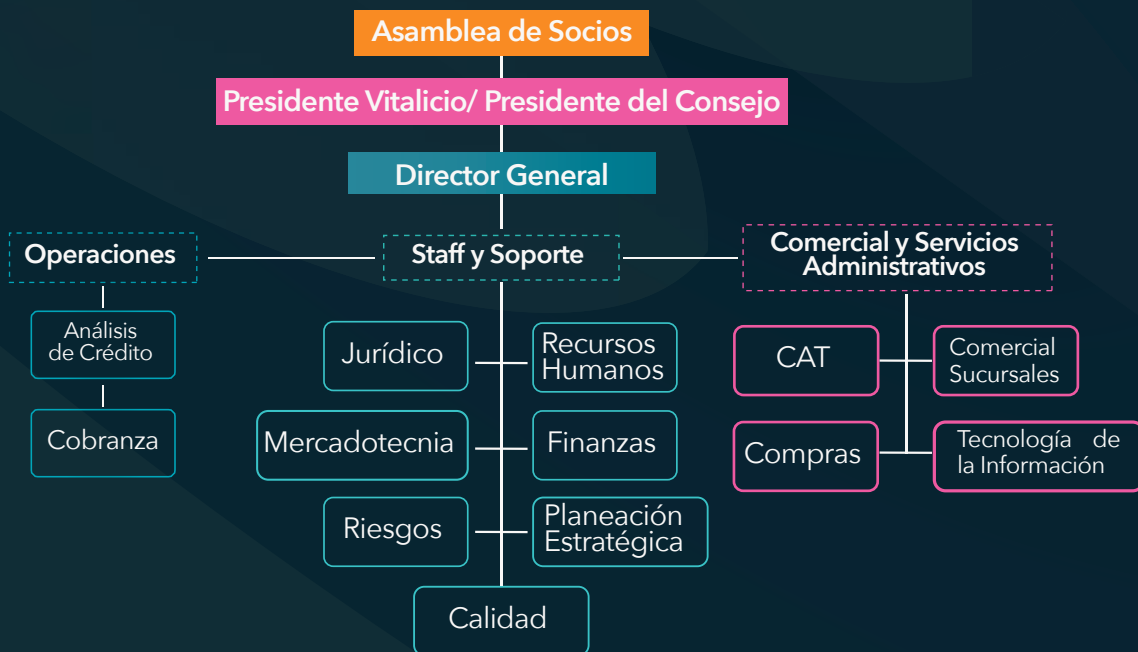 Asamblea de Socios
Presidente Vitalicio/ Presidente del Consejo
Director General
Operaciones
Staff y Soporte
Comercial y Servicios
Administrativos
Análisis
de Crédito
Cobranza
Jurídico
Recursos
Humanos
Mercadotecnia
Finanzas
Riesgos
Planeación
Estratégica
Calidad
CAT
Comercial
Sucursales
Compras
Tecnología de
la Información